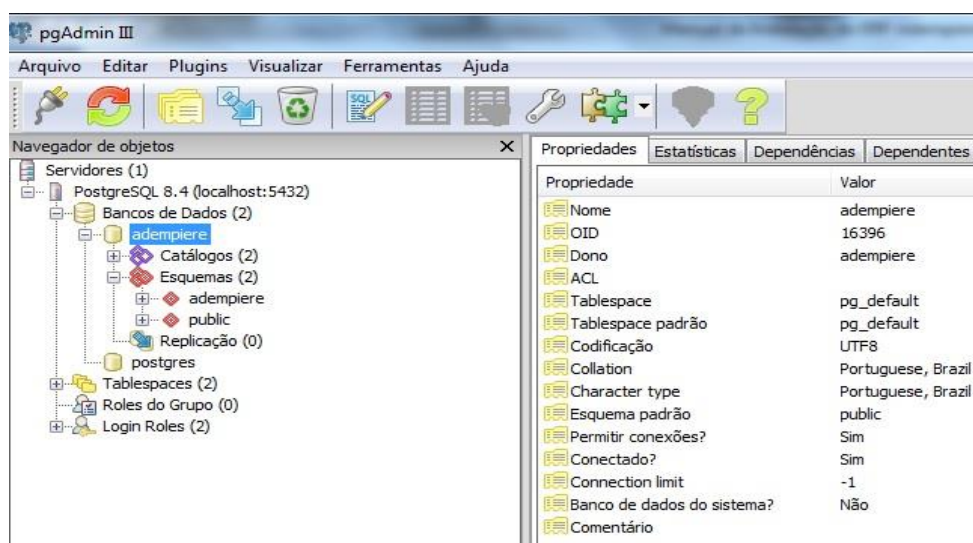 pgAdmin III
Arquivo Editar Plugins Visualizar Ferramentas Ajuda
SQL
Navegador de objetos
Servidores (1)
PostgreSQL 8.4 (localhost:5432)
Bancos de Dados (2)
adempiere
Catálogos (2)
Esquemas (2)
adempiere
public
Replicação (0)
postgres
Tablespaces (2)
Roles do Grupo (0)
Login Roles (2)
Propriedades Estatísticas Dependências Dependentes
Propriedade Valor
Nome adempiere
OID 16396
Dono adempiere
ACL
Tablespace pg_default
Tablespace padrão pg_default
Codificação UTF8
Collation Portuguese, Brazil
Character type Portuguese, Brazil
Esquema padrão public
Permitir conexões? Sim
Conectado? Sim
Connection limit -1
Banco de dados do sistema? Não
Comentário